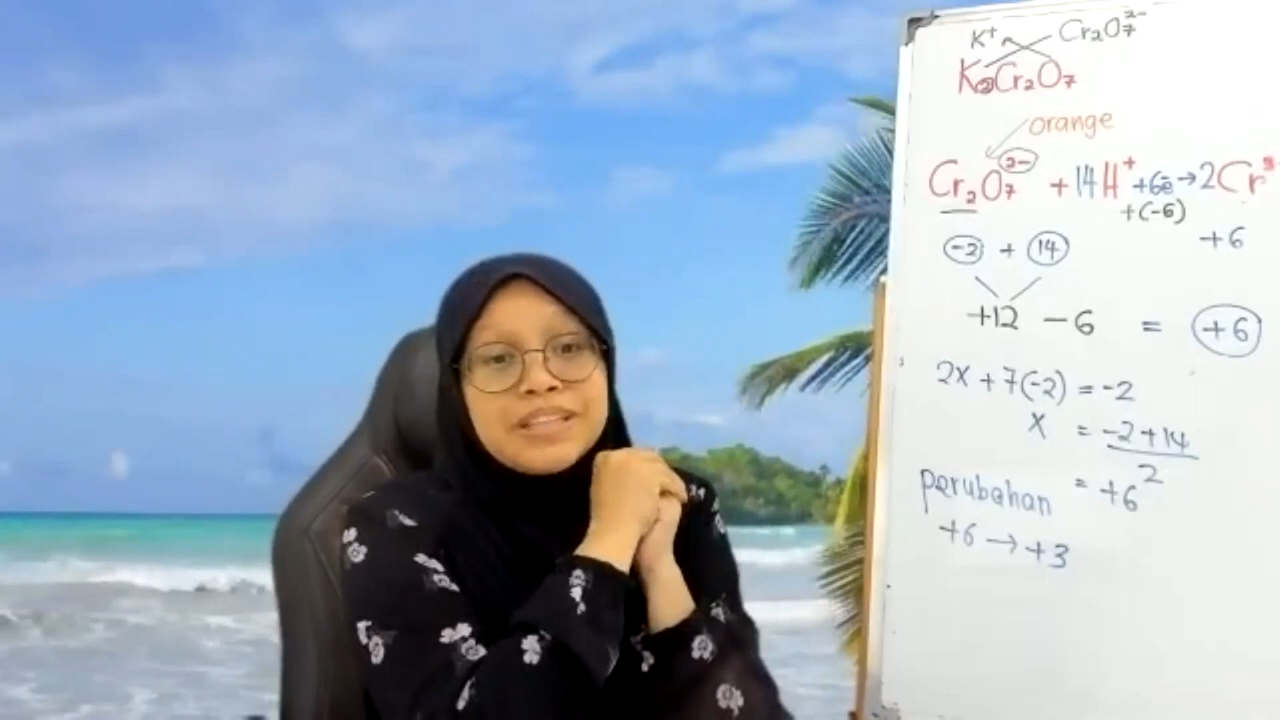 K⁺ Cr₂O₇²⁻
K₂Cr₂O₇
orange
Cr₂O₇²⁻ + 14H⁺ + 6ē → 2Cr³
+(-6)
+6
-2 + 14
+12 - 6 = +6
2x + 7(-2) = -2
x = -2+14
2
= +6
perubahan
+6 → +3